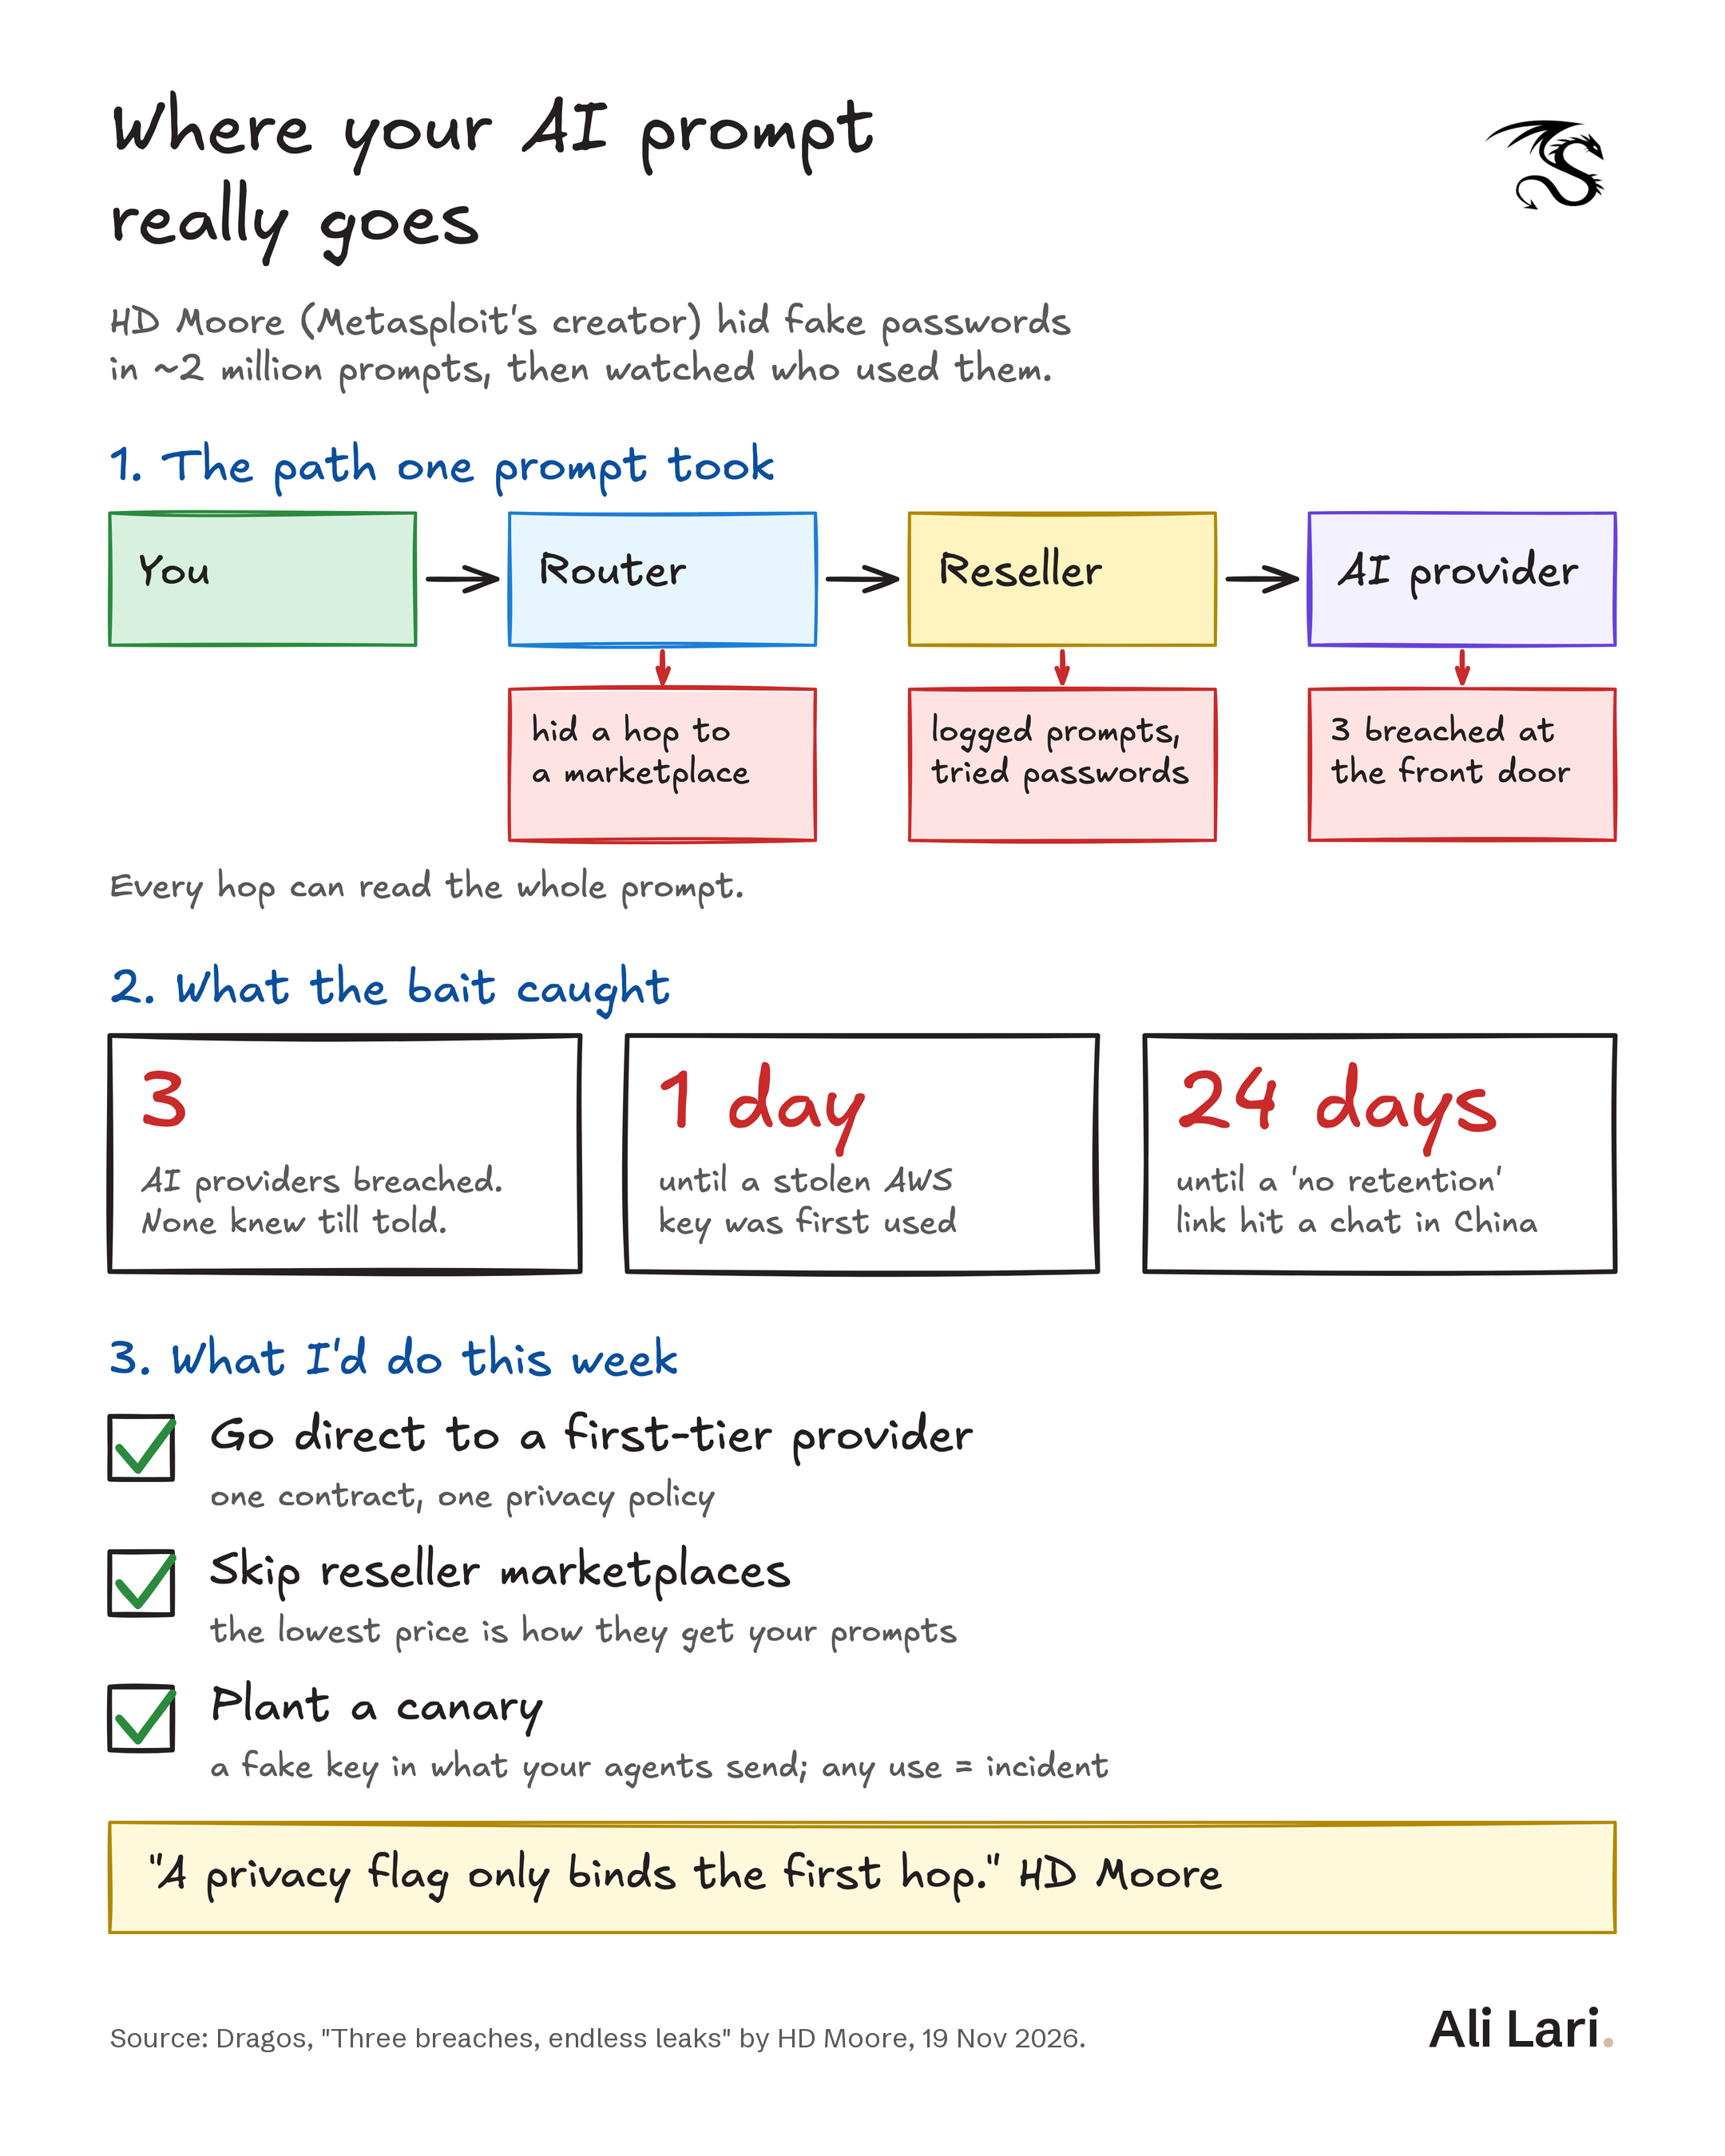 Where your AI prompt
really goes
HD Moore (Metasploit's creator) hid fake passwords
in ~2 million prompts, then watched who used them.
1. The path one prompt took
You
Router
Reseller
AI provider
hid a hop to
a marketplace
logged prompts,
tried passwords
3 breached at
the front door
Every hop can read the whole prompt.
2. What the bait caught
3
AI providers breached.
None knew till told.
1 day
until a stolen AWS
key was first used
24 days
until a 'no retention'
link hit a chat in China
3. What I'd do this week
Go direct to a first-tier provider
one contract, one privacy policy
Skip reseller marketplaces
the lowest price is how they get your prompts
Plant a canary
a fake key in what your agents send; any use = incident
"A privacy flag only binds the first hop." HD Moore
Source: Dragos, "Three breaches, endless leaks" by HD Moore, 19 Nov 2026.
Ali Lari.